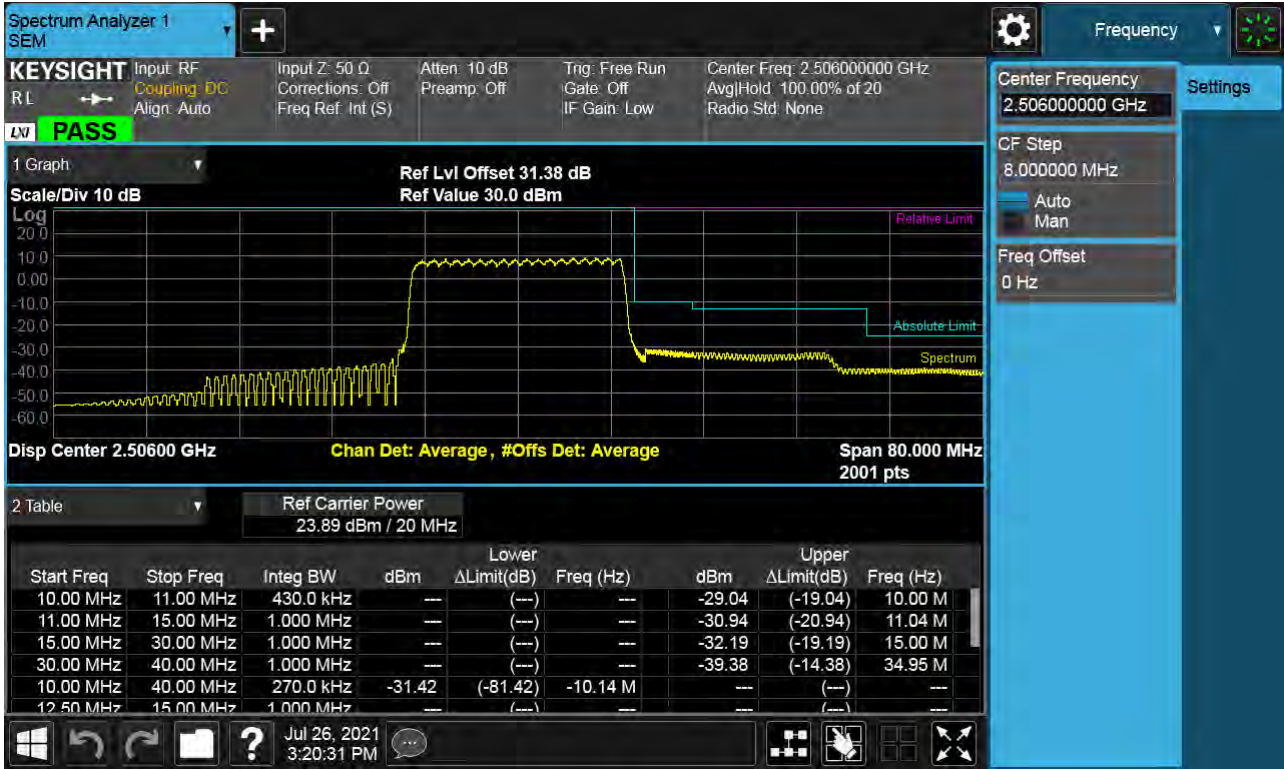 Spectrum Analyzer 1
SEM
+
Frequency
KEYSIGHT
R L
LXI
PASS
Input: RF
Coupling: DC
Align: Auto
Input Z: 50 Ω
Corrections: Off
Freq Ref: Int (S)
Atten: 10 dB
Preamp: Off
Trig: Free Run
Gate: Off
IF Gain: Low
Center Freq: 2.506000000 GHz
Avg|Hold: 100.00% of 20
Radio Std: None
Center Frequency
2.506000000 GHz
Settings
CF Step
8.000000 MHz
Auto
Man
Freq Offset
0 Hz
1 Graph
Scale/Div 10 dB
Ref Lvl Offset 31.38 dB
Ref Value 30.0 dBm
Log
20.0
10.0
0.00
-10.0
-20.0
-30.0
-40.0
-50.0
-60.0
Relative Limit
Absolute Limit
Spectrum
Disp Center 2.50600 GHz
Chan Det: Average , #Offs Det: Average
Span 80.000 MHz
2001 pts
2 Table
Ref Carrier Power
23.89 dBm / 20 MHz
Lower Upper
Start Freq Stop Freq Integ BW dBm ΔLimit(dB) Freq (Hz) dBm ΔLimit(dB) Freq (Hz)
10.00 MHz 11.00 MHz 430.0 kHz --- (---) --- -29.04 (-19.04) 10.00 M
11.00 MHz 15.00 MHz 1.000 MHz --- (---) --- -30.94 (-20.94) 11.04 M
15.00 MHz 30.00 MHz 1.000 MHz --- (---) --- -32.19 (-19.19) 15.00 M
30.00 MHz 40.00 MHz 1.000 MHz --- (---) --- -39.38 (-14.38) 34.95 M
10.00 MHz 40.00 MHz 270.0 kHz -31.42 (-81.42) -10.14 M --- (---) ---
12.50 MHz 15.00 MHz 1.000 MHz --- (---) --- --- (---) ---
?
Jul 26, 2021
3:20:31 PM